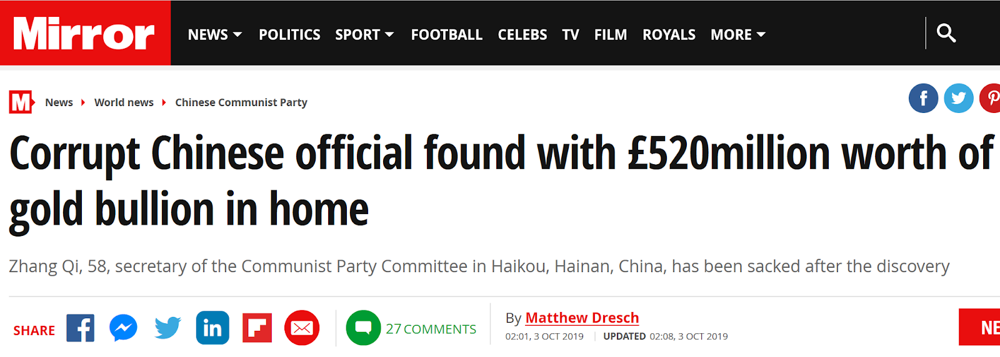 Mirror
NEWS POLITICS SPORT FOOTBALL CELEBS TV FILM ROYALS MORE
M News World news Chinese Communist Party
Corrupt Chinese official found with £520million worth of
gold bullion in home
Zhang Qi, 58, secretary of the Communist Party Committee in Haikou, Hainan, China, has been sacked after the discovery
SHARE
27 COMMENTS
By Matthew Dresch
02:01, 3 OCT 2019 | UPDATED 02:08, 3 OCT 2019